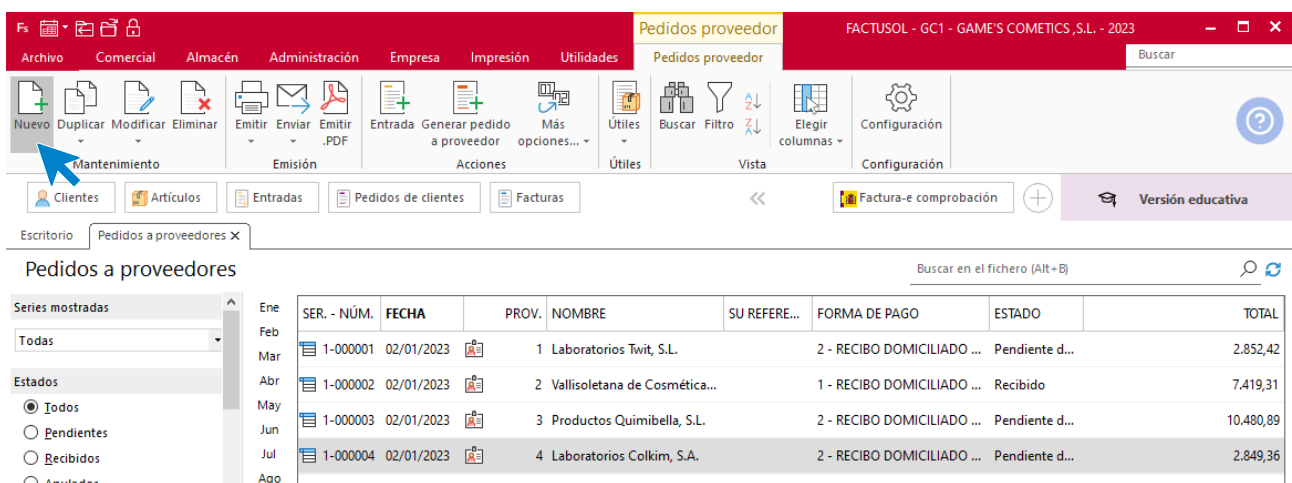 Fs
Pedidos proveedor
FACTUSOL - GC1 - GAME'S COMETICS ,S.L. - 2023
Archivo Comercial Almacén Administración Empresa Impresión Utilidades Pedidos proveedor Buscar
Nuevo Duplicar Modificar Eliminar Emitir Enviar Emitir .PDF Entrada Generar pedido a proveedor Más opciones... Útiles Buscar Filtro Elegir columnas Configuración
Mantenimiento Emisión Acciones Útiles Vista Configuración
Clientes Artículos Entradas Pedidos de clientes Facturas Factura-e comprobación Versión educativa
Escritorio Pedidos a proveedores X
Pedidos a proveedores Buscar en el fichero (Alt+B)
Series mostradas
Todas
Estados
Todos
Pendientes
Recibidos
Anulados
Ene
Feb
Mar
Abr
May
Jun
Jul
Ago
SER. - NÚM. FECHA PROV. NOMBRE SU REFERE... FORMA DE PAGO ESTADO TOTAL
1-000001 02/01/2023 1 Laboratorios Twit, S.L. 2 - RECIBO DOMICILIADO ... Pendiente d... 2.852,42
1-000002 02/01/2023 2 Vallisoletana de Cosmética... 1 - RECIBO DOMICILIADO ... Recibido 7.419,31
1-000003 02/01/2023 3 Productos Quimibella, S.L. 2 - RECIBO DOMICILIADO ... Pendiente d... 10.480,89
1-000004 02/01/2023 4 Laboratorios Colkim, S.A. 2 - RECIBO DOMICILIADO ... Pendiente d... 2.849,36